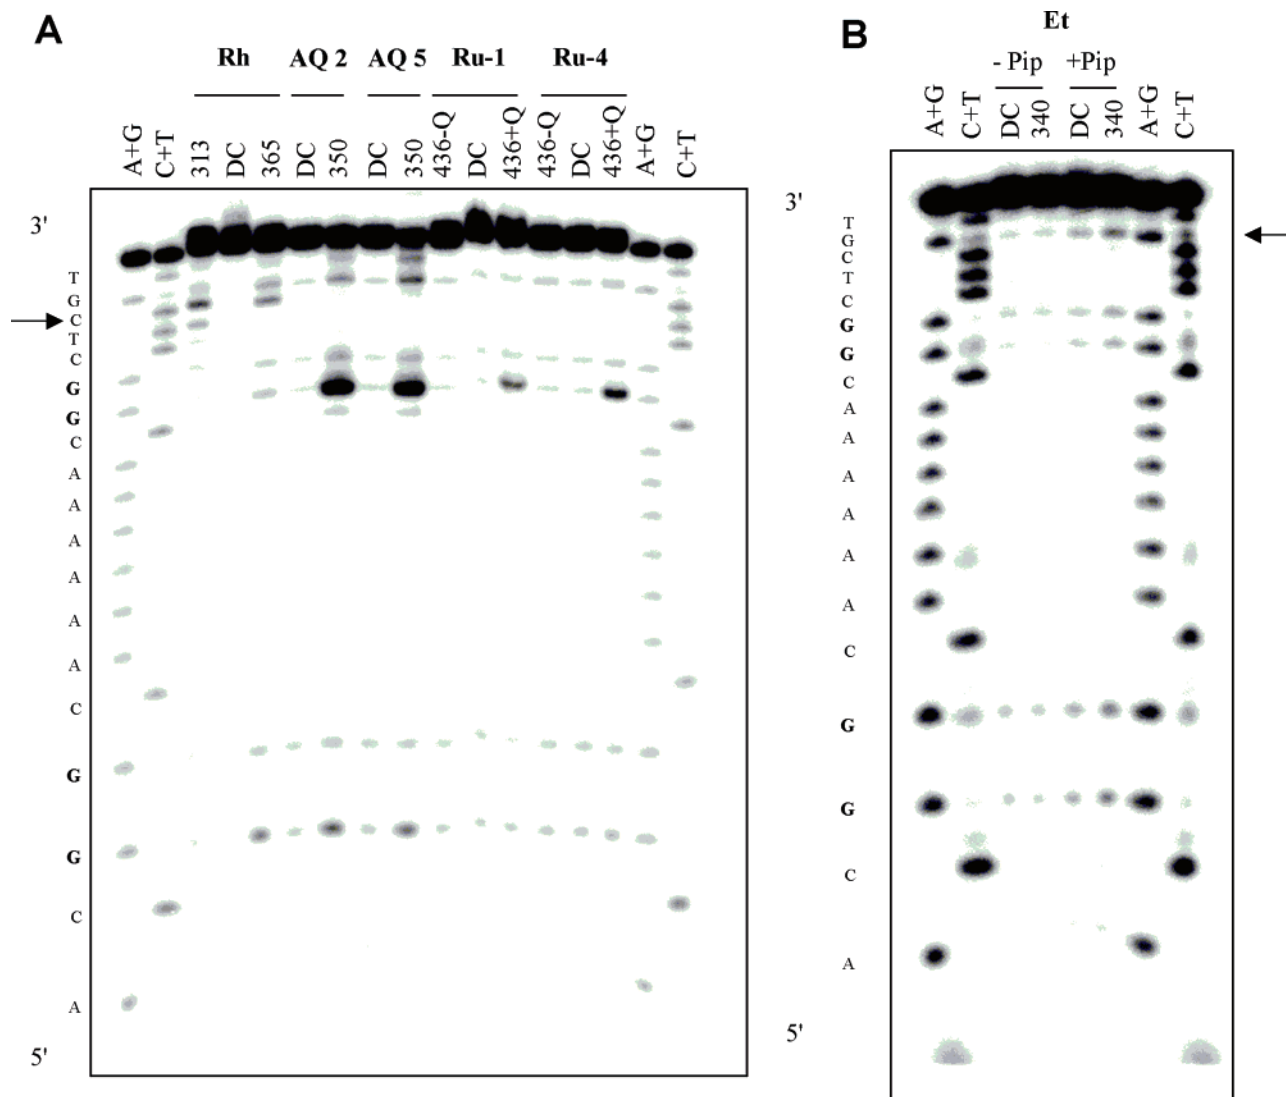 A
Rh AQ 2 AQ 5 Ru-1 Ru-4
A+G C+T 313 DC 365 DC 350 DC 350 436-Q DC 436+Q 436-Q DC 436+Q A+G C+T
3'
T
G
C
T
C
G
G
C
A
A
A
A
A
A
C
G
G
C
A
5'
B
Et
- Pip +Pip
A+G C+T DC 340 DC 340 A+G C+T
3'
T
G
C
T
C
G
G
C
A
A
A
A
A
A
C
G
G
C
A
5'